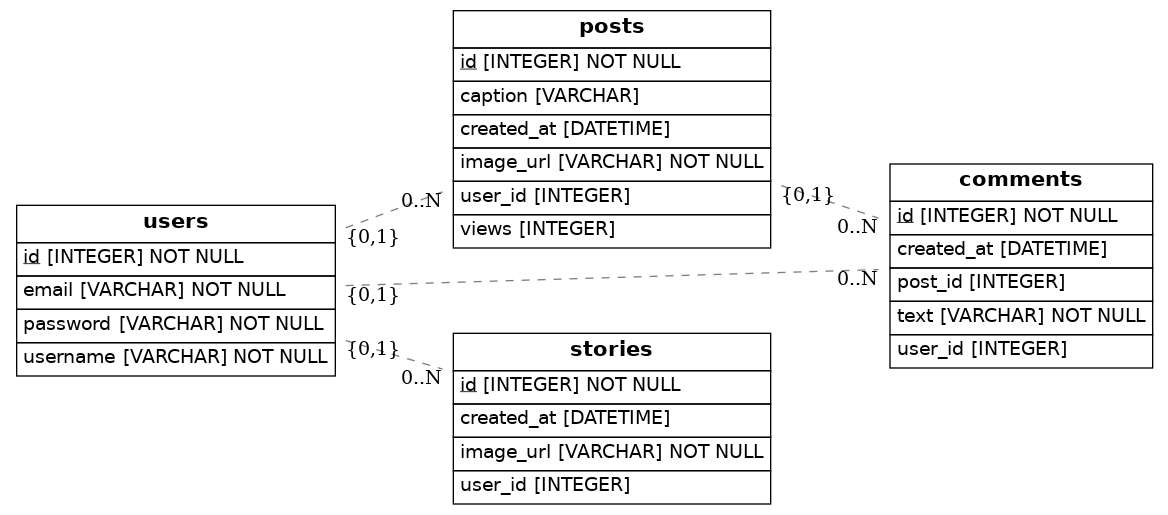 posts
id [INTEGER] NOT NULL
caption [VARCHAR]
created_at [DATETIME]
image_url [VARCHAR] NOT NULL
user_id [INTEGER]
views [INTEGER]
users
id [INTEGER] NOT NULL
email [VARCHAR] NOT NULL
password [VARCHAR] NOT NULL
username [VARCHAR] NOT NULL
0..N
{0,1}
{0,1}
0..N
{0,1}
0..N
{0,1}
0..N
comments
id [INTEGER] NOT NULL
created_at [DATETIME]
post_id [INTEGER]
text [VARCHAR] NOT NULL
user_id [INTEGER]
stories
id [INTEGER] NOT NULL
created_at [DATETIME]
image_url [VARCHAR] NOT NULL
user_id [INTEGER]